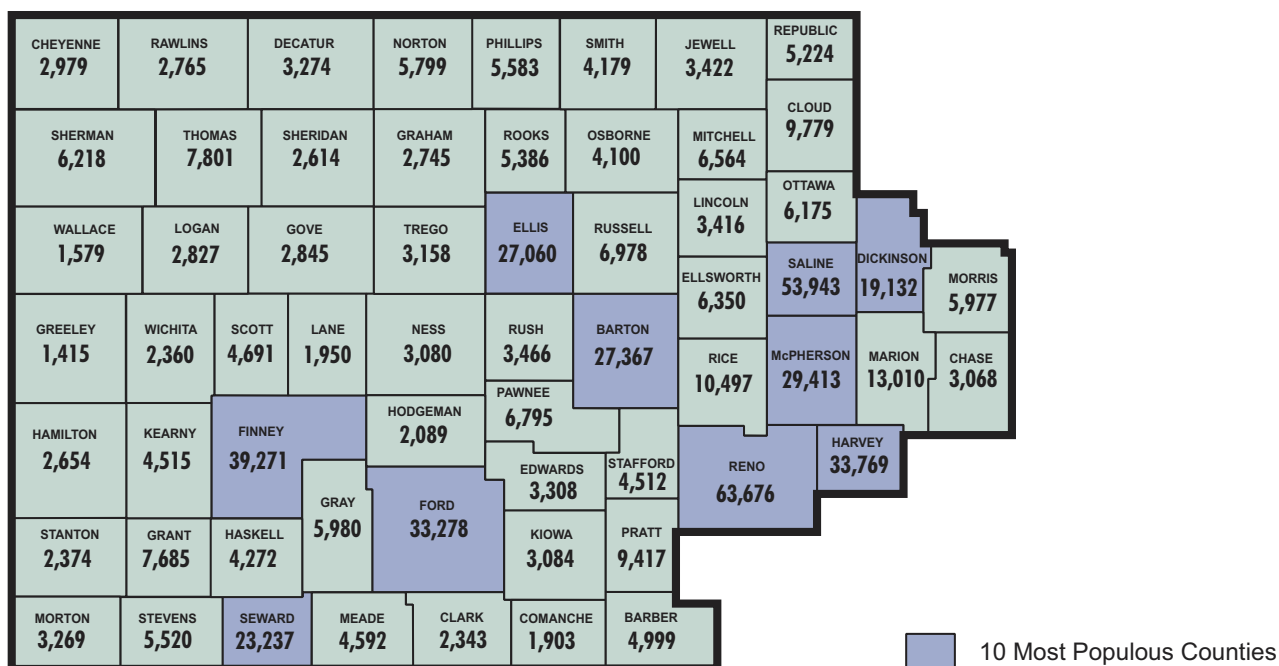 CHEYENNE
2,979
RAWLINS
2,765
DECATUR
3,274
NORTON
5,799
PHILLIPS
5,583
SMITH
4,179
JEWELL
3,422
REPUBLIC
5,224
CLOUD
9,779
SHERMAN
6,218
THOMAS
7,801
SHERIDAN
2,614
GRAHAM
2,745
ROOKS
5,386
OSBORNE
4,100
MITCHELL
6,564
OTTAWA
6,175
LINCOLN
3,416
WALLACE
1,579
LOGAN
2,827
GOVE
2,845
TREGO
3,158
ELLIS
27,060
RUSSELL
6,978
ELLSWORTH
6,350
SALINE
53,943
DICKINSON
19,132
MORRIS
5,977
GREELEY
1,415
WICHITA
2,360
SCOTT
4,691
LANE
1,950
NESS
3,080
RUSH
3,466
BARTON
27,367
RICE
10,497
McPHERSON
29,413
MARION
13,010
CHASE
3,068
PAWNEE
6,795
HODGEMAN
2,089
HAMILTON
2,654
KEARNY
4,515
FINNEY
39,271
EDWARDS
3,308
STAFFORD
4,512
RENO
63,676
HARVEY
33,769
GRAY
5,980
FORD
33,278
STANTON
2,374
GRANT
7,685
HASKELL
4,272
KIOWA
3,084
PRATT
9,417
MORTON
3,269
STEVENS
5,520
SEWARD
23,237
MEADE
4,592
CLARK
2,343
COMANCHE
1,903
BARBER
4,999
10 Most Populous Counties